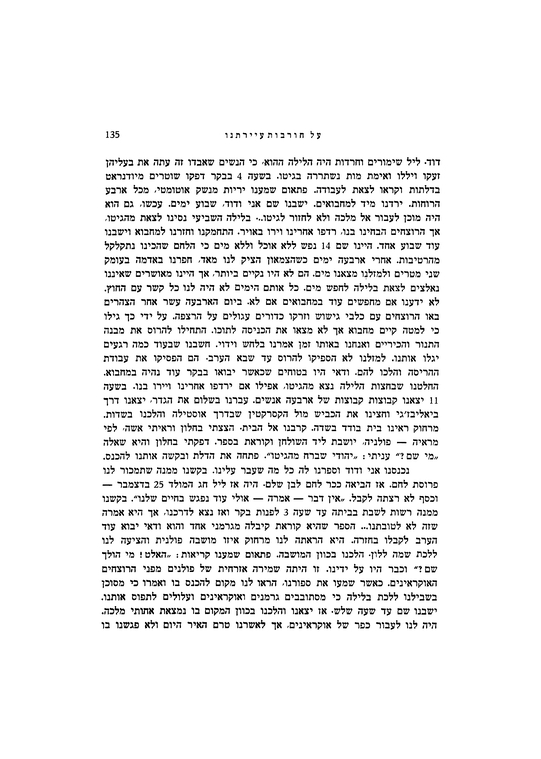 על חורבות עיירתנו 135
דוד. ליל שימורים וחרדות היה הלילה ההוא, כי הנשים שאבדו זה עתה את בעליהן
זעקו ויללו ואימת מות נשתררה בגיטו. בשעה 4 בבקר דפקו שוטרים מיודנראט
בדלתות וקראו לצאת לעבודה. פתאום שמענו יריות מנשק אוטומטי, מכל ארבע
הרוחות. ירדנו מיד למחבואים. ישבנו שם אני ודוד, שבוע ימים. עכשו, גם הוא
היה מוכן לעבור אל מלכה ולא לחזור לגיטו... בלילה השביעי נסינו לצאת מהגיטו,
אך הרוצחים הבחינו בנו, רדפו אחרינו וירו באויר. התחמקנו וחזרנו למחבוא וישבנו
עוד שבוע אחד. היינו שם 14 נפש ללא אוכל וללא מים כי הלחם שהכינו נתקלקל
מהרטיבות. אחרי ארבעה ימים כשהצמאון הציק לנו מאד, חפרנו באדמה בעומק
שני מטרים ולמזלנו מצאנו מים. הם לא היו נקיים ביותר, אך היינו מאושרים שאיננו
נאלצים לצאת בלילה לחפש מים. כל אותם הימים לא היה לנו כל קשר עם החוץ.
לא ידענו אם מחפשים עוד במחבואים אם לא. ביום הארבעה עשר אחר הצהרים
באו הרוצחים עם כלבי גישוש וזרקו כדורים עגולים על הרצפה. על ידי כך גילו
כי למטה קיים מחבוא אך לא מצאו את הכניסה לתוכו. התחילו להרוס את מבנה
התנור והכיריים ואנחנו באותו זמן אמרנו בלחש וידוי. חשבנו שבעוד כמה רגעים
יגלו אותנו. למזלנו לא הספיקו להרוס עד שבא הערב. הם הפסיקו את עבודת
ההריסה והלכו להם. ודאי היו בטוחים שכאשר יבואו בבקר עוד נהיה במחבוא.
החלטנו שבחצות הלילה נצא מהגיטו, אפילו אם ירדפו אחרינו ויירו בנו. בשעה
11 יצאנו קבוצות קבוצות של ארבעה אנשים. עברנו בשלום את הגדר, יצאנו דרך
ביאליבז'גי וחצינו את הכביש מול הקסרקטין שבדרך אוסטילה והלכנו בשדות.
מרחוק ראינו בית בודד בשדה. קרבנו אל הבית. הצצתי בחלון וראיתי אשה, לפי
מראיה — פולניה, יושבת ליד השולחן וקוראת בספר. דפקתי בחלון והיא שאלה
„מי שם?" עניתי: „יהודי שברח מהגיטו". פתחה את הדלת ובקשה אותנו להכנס.
נכנסנו אני ודוד וספרנו לה כל מה שעבר עלינו. בקשנו ממנה שתמכור לנו
פרוסת לחם. אז הביאה ככר לחם לבן שלם. היה אז ליל חג המולד 25 בדצמבר —
וכסף לא רצתה לקבל. „אין דבר — אמרה — אולי עוד נפגש בחיים שלנו". בקשנו
ממנה רשות לשבת בביתה עד שעה 3 לפנות בקר ואז נצא לדרכנו, אך היא אמרה
שזה לא לטובתנו... הספר שהיא קוראת קיבלה מגרמני אחד והוא ודאי יבוא עוד
הערב לקבלו בחזרה. היא הראתה לנו מרחוק איזו מושבה פולנית והציעה לנו
ללכת שמה ללון. הלכנו בכוון המושבה. פתאום שמענו קריאות: „האלט! מי הולך
שם?" וכבר היו על ידינו. זו היתה שמירה אזרחית של פולנים מפני הרוצחים
האוקראינים. כאשר שמעו את ספורנו, הראו לנו מקום להכנס בו ואמרו כי מסוכן
בשבילנו ללכת בלילה כי מסתובבים גרמנים ואוקראינים ועלולים לתפוס אותנו.
ישבנו שם עד שעה שלש. אז יצאנו והלכנו בכוון המקום בו נמצאת אחותי מלכה.
היה לנו לעבור כפר של אוקראינים, אך לאשרנו טרם האיר היום ולא פגשנו בו